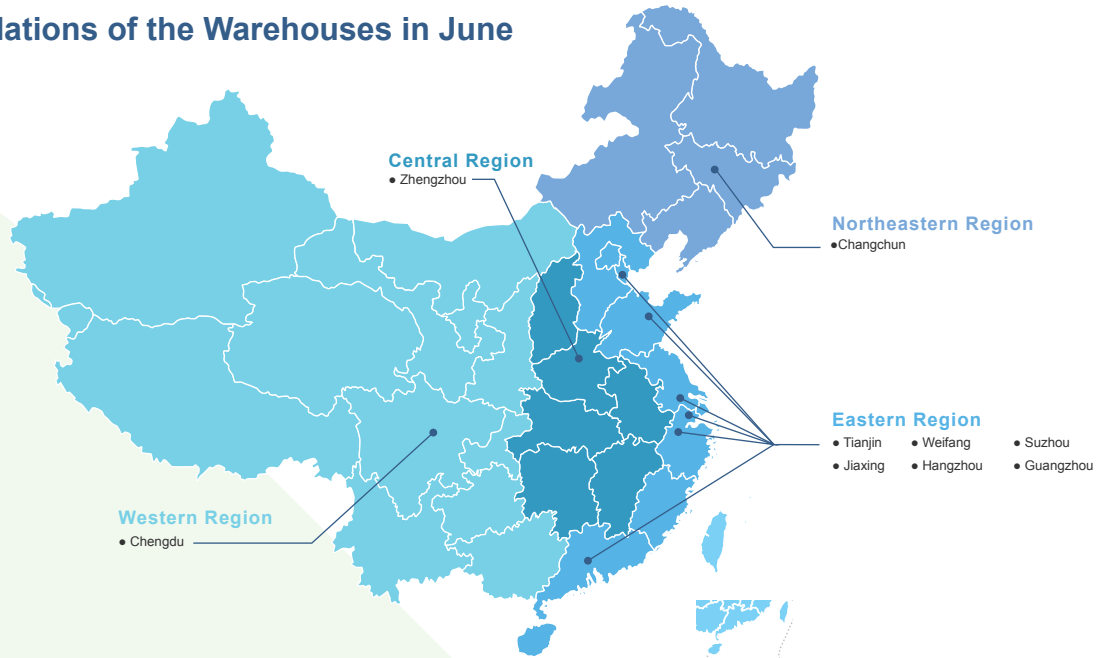 lations of the Warehouses in June
Central Region
● Zhengzhou
Northeastern Region
●Changchun
Eastern Region
● Tianjin ● Weifang ● Suzhou
● Jiaxing ● Hangzhou ● Guangzhou
Western Region
● Chengdu